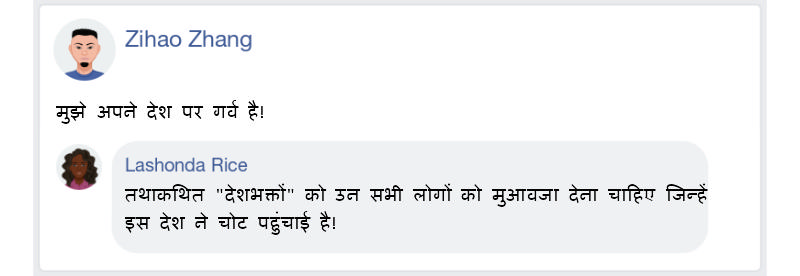 Zihao Zhang
मुझे अपने देश पर गर्व है!
Lashonda Rice
तथाकथित "देशभक्तों" को उन सभी लोगों को मुआवजा देना चाहिए जिन्हें
इस देश ने चोट पहुंचाई है!